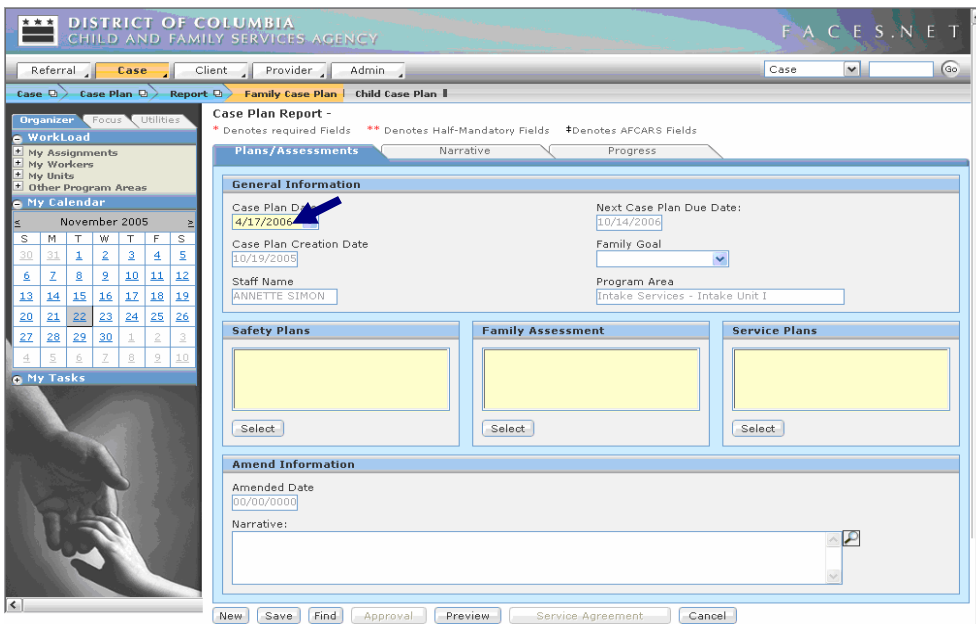 DISTRICT OF COLUMBIA
CHILD AND FAMILY SERVICES AGENCY
FACES.NET
Referral Case Client Provider Admin Case Go
Case Case Plan Report Family Case Plan Child Case Plan
Organizer Focus Utilities
WorkLoad
My Assignments
My Workers
My Units
Other Program Areas
My Calendar
≤ November 2005 ≥
S M T W T F S
30 31 1 2 3 4 5
6 7 8 9 10 11 12
13 14 15 16 17 18 19
20 21 22 23 24 25 26
27 28 29 30 1 2 3
4 5 6 7 8 9 10
My Tasks
Case Plan Report -
* Denotes required Fields ** Denotes Half-Mandatory Fields ‡Denotes AFCARS Fields
Plans/Assessments Narrative Progress
General Information
Case Plan Next Case Plan Due Date:
4/17/2006 10/14/2006
Case Plan Creation Date Family Goal
10/19/2005
Staff Name Program Area
ANNETTE SIMON Intake Services - Intake Unit I
Safety Plans Family Assessment Service Plans
Select Select Select
Amend Information
Amended Date
00/00/0000
Narrative:
New Save Find Approval Preview Service Agreement Cancel